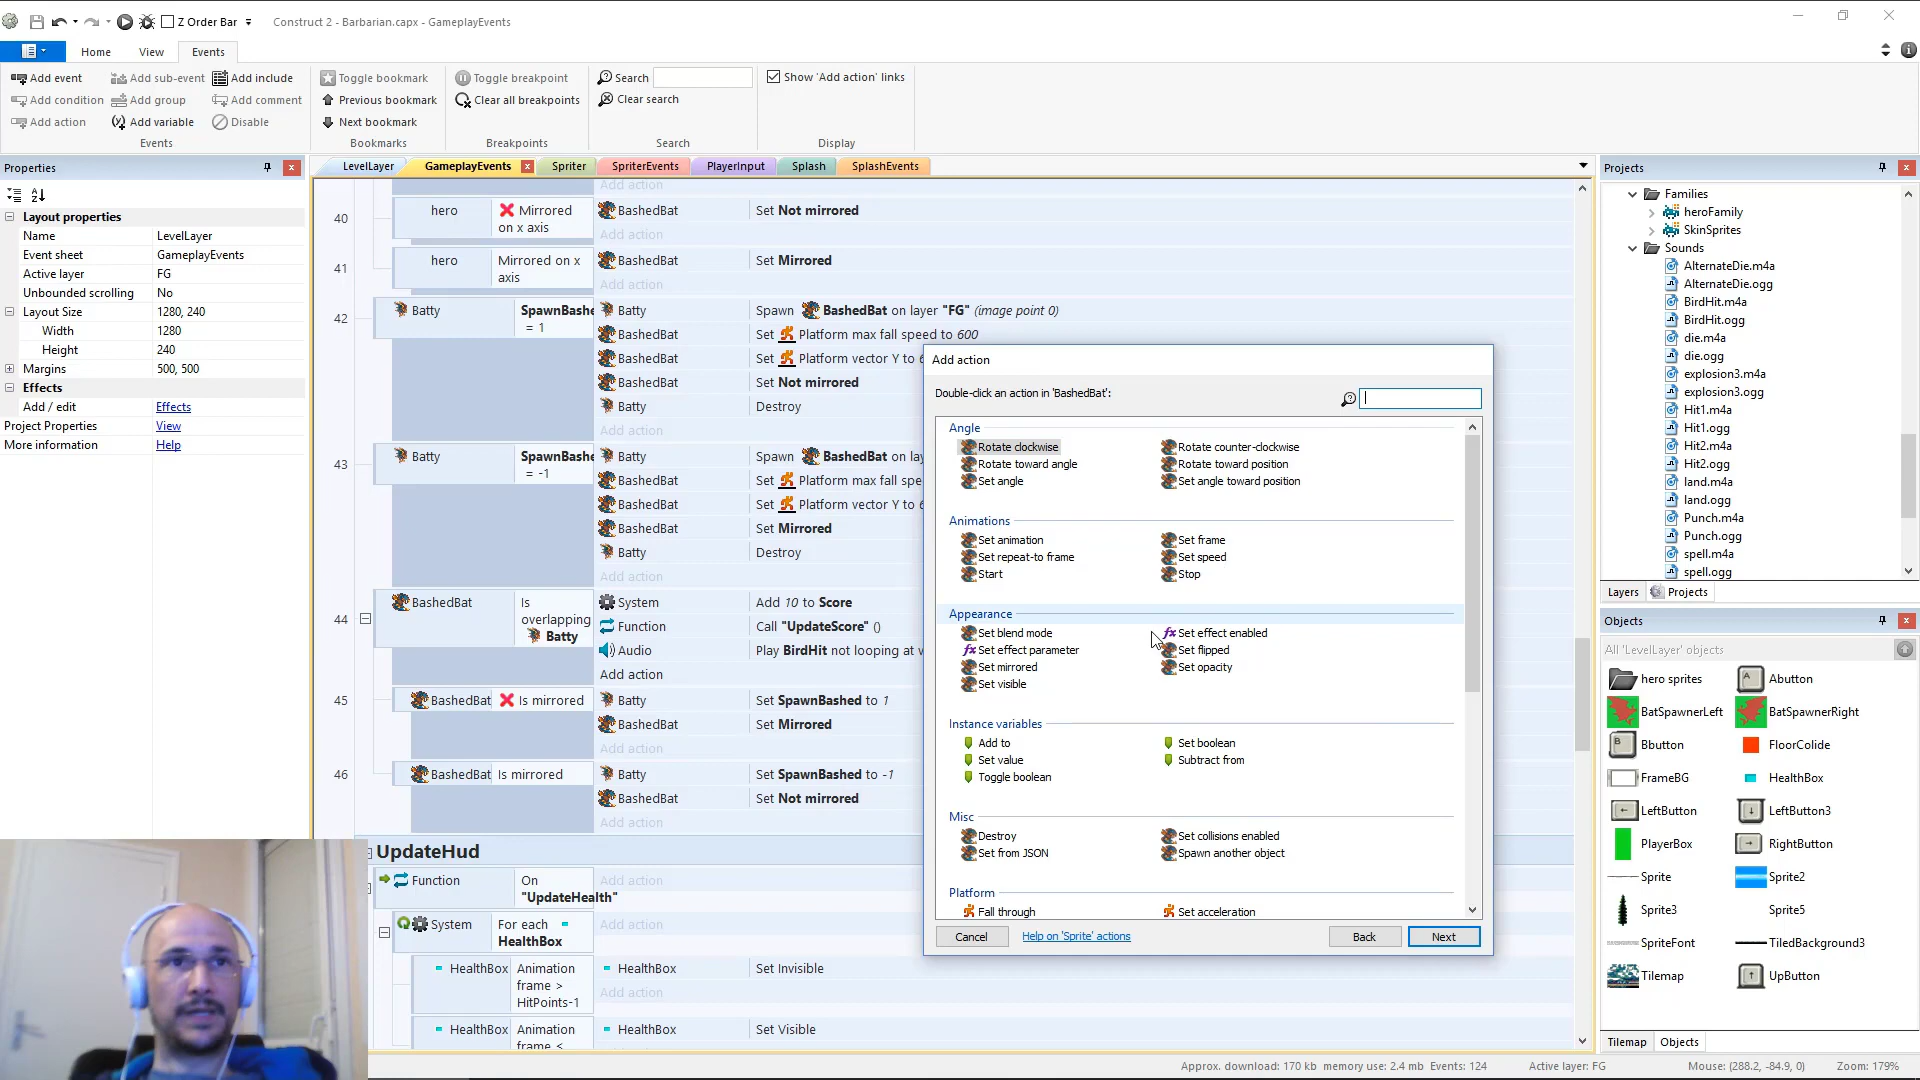 Z Order Bar
Construct 2 - Barbarian.capx - GameplayEvents
Home View Events
Add event Add sub-event Add include
Add condition Add group Add comment
Add action Add variable Disable
Events
Toggle bookmark
Previous bookmark
Next bookmark
Bookmarks
Toggle breakpoint
Clear all breakpoints
Breakpoints
Search
Clear search
Search
Show 'Add action' links
Display
Properties
Layout properties
Name LevelLayer
Event sheet GameplayEvents
Active layer FG
Unbounded scrolling No
Layout Size 1280, 240
Width 1280
Height 240
Margins 500, 500
Effects
Add / edit Effects
Project Properties View
More information Help
LevelLayer GameplayEvents Spriter SpriterEvents PlayerInput Splash SplashEvents
Add action
40 hero Mirrored on x axis BashedBat Set Not mirrored
Add action
41 hero Mirrored on x axis BashedBat Set Mirrored
Add action
42 Batty SpawnBashe = 1 Batty Spawn BashedBat on layer "FG" (image point 0)
BashedBat Set Platform max fall speed to 600
BashedBat Set Platform vector Y to 6
BashedBat Set Not mirrored
Batty Destroy
Add action
43 Batty SpawnBashe = -1 Batty Spawn BashedBat on lay
BashedBat Set Platform max fall spe
BashedBat Set Platform vector Y to 6
BashedBat Set Mirrored
Batty Destroy
Add action
44 BashedBat Is overlapping Batty System Add 10 to Score
Function Call "UpdateScore" ()
Audio Play BirdHit not looping at v
Add action
45 BashedBat Is mirrored Batty Set SpawnBashed to 1
BashedBat Set Mirrored
Add action
46 BashedBat Is mirrored Batty Set SpawnBashed to -1
BashedBat Set Not mirrored
Add action
UpdateHud
Function On "UpdateHealth" Add action
System For each HealthBox Add action
HealthBox Animation frame > HitPoints-1 HealthBox Set Invisible
Add action
HealthBox Animation frame < HealthBox Set Visible
Add action
Double-click an action in 'BashedBat':
Angle
Rotate clockwise Rotate counter-clockwise
Rotate toward angle Rotate toward position
Set angle Set angle toward position
Animations
Set animation Set frame
Set repeat-to frame Set speed
Start Stop
Appearance
Set blend mode fx Set effect enabled
fx Set effect parameter Set flipped
Set mirrored Set opacity
Set visible
Instance variables
Add to Set boolean
Set value Subtract from
Toggle boolean
Misc
Destroy Set collisions enabled
Set from JSON Spawn another object
Platform
Fall through Set acceleration
Cancel Help on 'Sprite' actions Back Next
Projects
Families
heroFamily
SkinSprites
Sounds
AlternateDie.m4a
AlternateDie.ogg
BirdHit.m4a
BirdHit.ogg
die.m4a
die.ogg
explosion3.m4a
explosion3.ogg
Hit1.m4a
Hit1.ogg
Hit2.m4a
Hit2.ogg
land.m4a
land.ogg
Punch.m4a
Punch.ogg
spell.m4a
spell.ogg
Layers Projects
Objects
All 'LevelLayer' objects
hero sprites A Abutton
BatSpawnerLeft BatSpawnerRight
B Bbutton FloorColide
FrameBG HealthBox
LeftButton LeftButton3
PlayerBox RightButton
Sprite Sprite2
Sprite3 Sprite5
SpriteFont TiledBackground3
Tilemap UpButton
Tilemap Objects
Approx. download: 170 kb memory use: 2.4 mb Events: 124 Active layer: FG Mouse: (288.2, -84.9, 0) Zoom: 179%